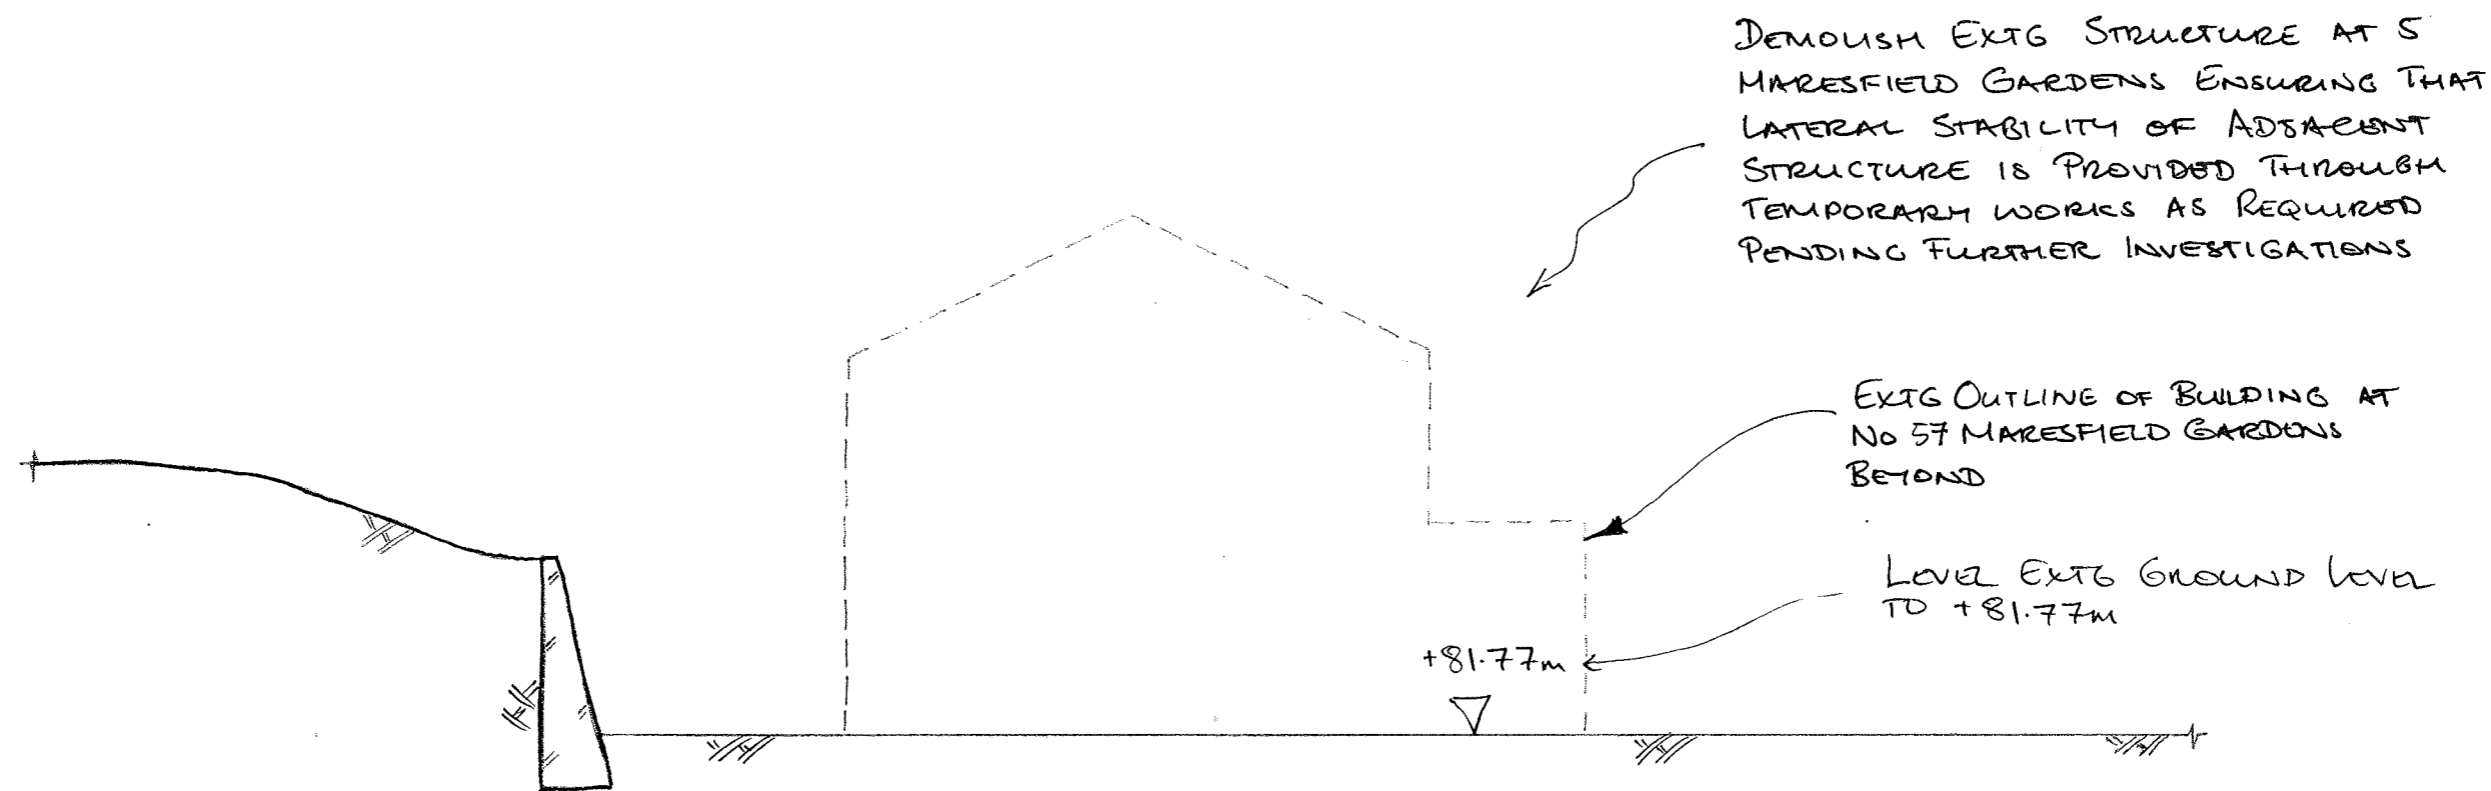 DEMOLISH EXTG STRUCTURE AT 5
MARESFIELD GARDENS ENSURING THAT
LATERAL STABILITY OF ADJACENT
STRUCTURE IS PROVIDED THROUGH
TEMPORARY WORKS AS REQUIRED
PENDING FURTHER INVESTIGATIONS
EXTG OUTLINE OF BUILDING AT
NO 57 MARESFIELD GARDENS
BEYOND
LEVEL EXTG GROUND LEVEL
TO +81.77m
+81.77m